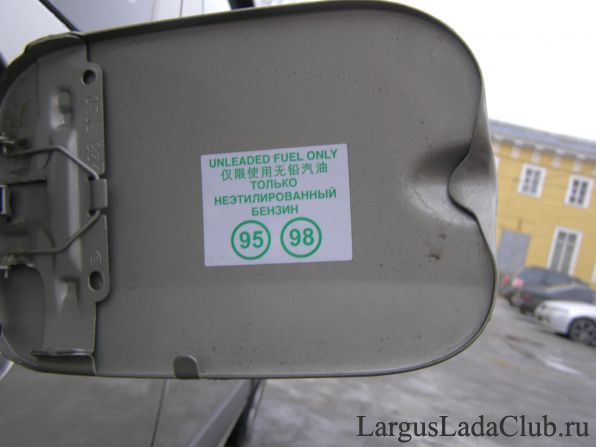 UNLEADED FUEL ONLY
仅限使用无铅汽油
ТОЛЬКО
НЕЭТИЛИРОВАННЫЙ
БЕНЗИН
95 98
LargusLadaClub.ru